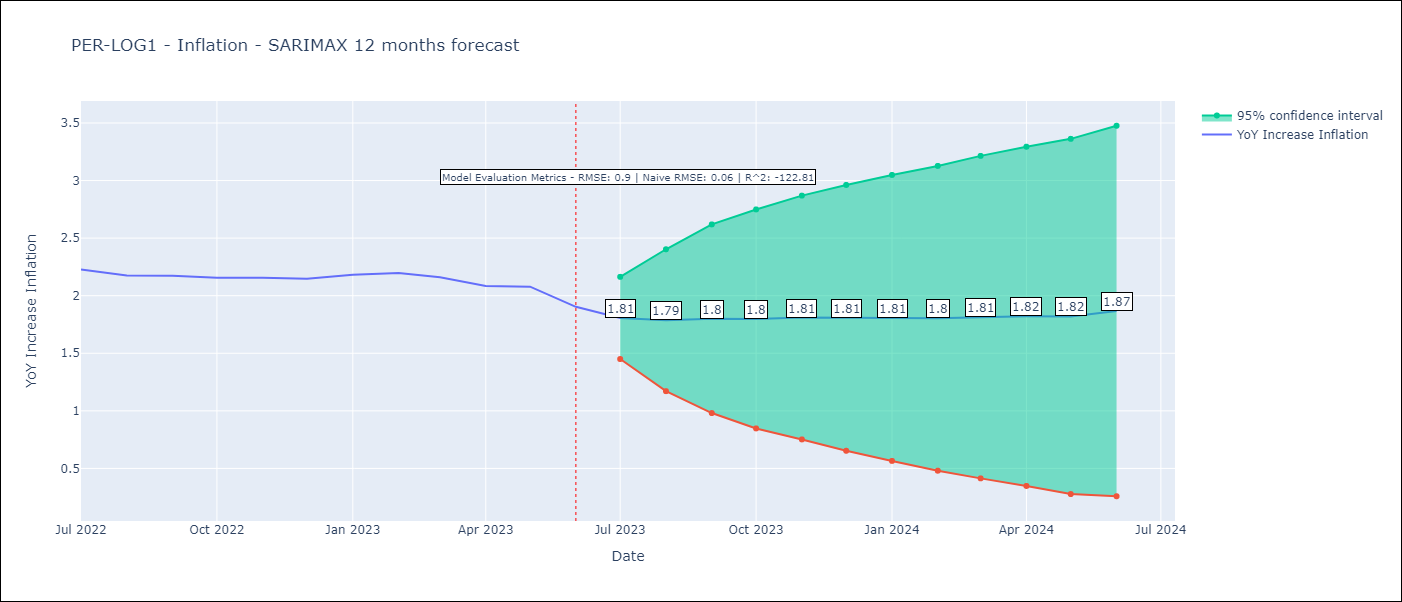 PER-LOG1 - Inflation - SARIMAX 12 months forecast
95% confidence interval
YoY Increase Inflation
Model Evaluation Metrics - RMSE: 0.9 | Naive RMSE: 0.06 | R^2: -122.81
YoY Increase Inflation
3.5
3
2.5
2
1.5
1
0.5
1.81
1.79
1.8
1.8
1.81
1.81
1.81
1.8
1.81
1.82
1.82
1.87
Jul 2022
Oct 2022
Jan 2023
Apr 2023
Jul 2023
Oct 2023
Jan 2024
Apr 2024
Jul 2024
Date